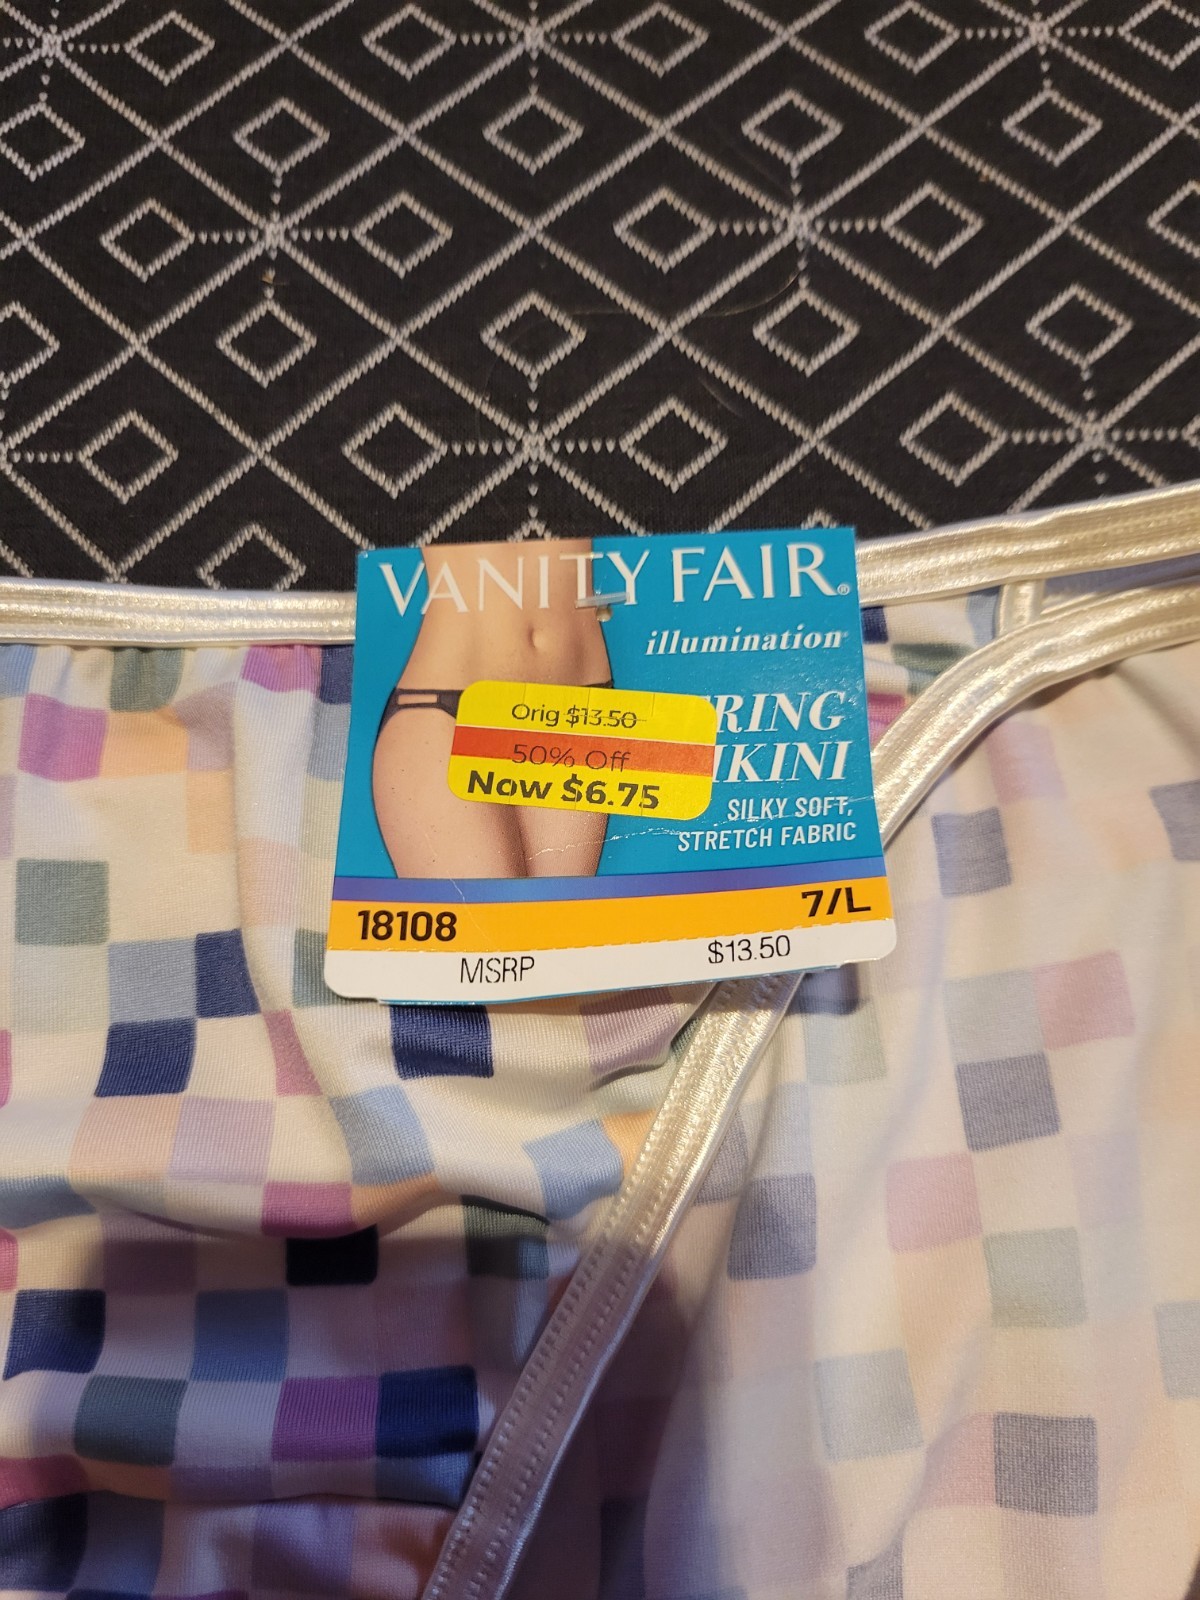 VANITY FAIR®
illumination®
RING
IKINI
SILKY SOFT,
STRETCH FABRIC
Orig $13.50
50% Off
Now $6.75
18108
7/L
MSRP
$13.50